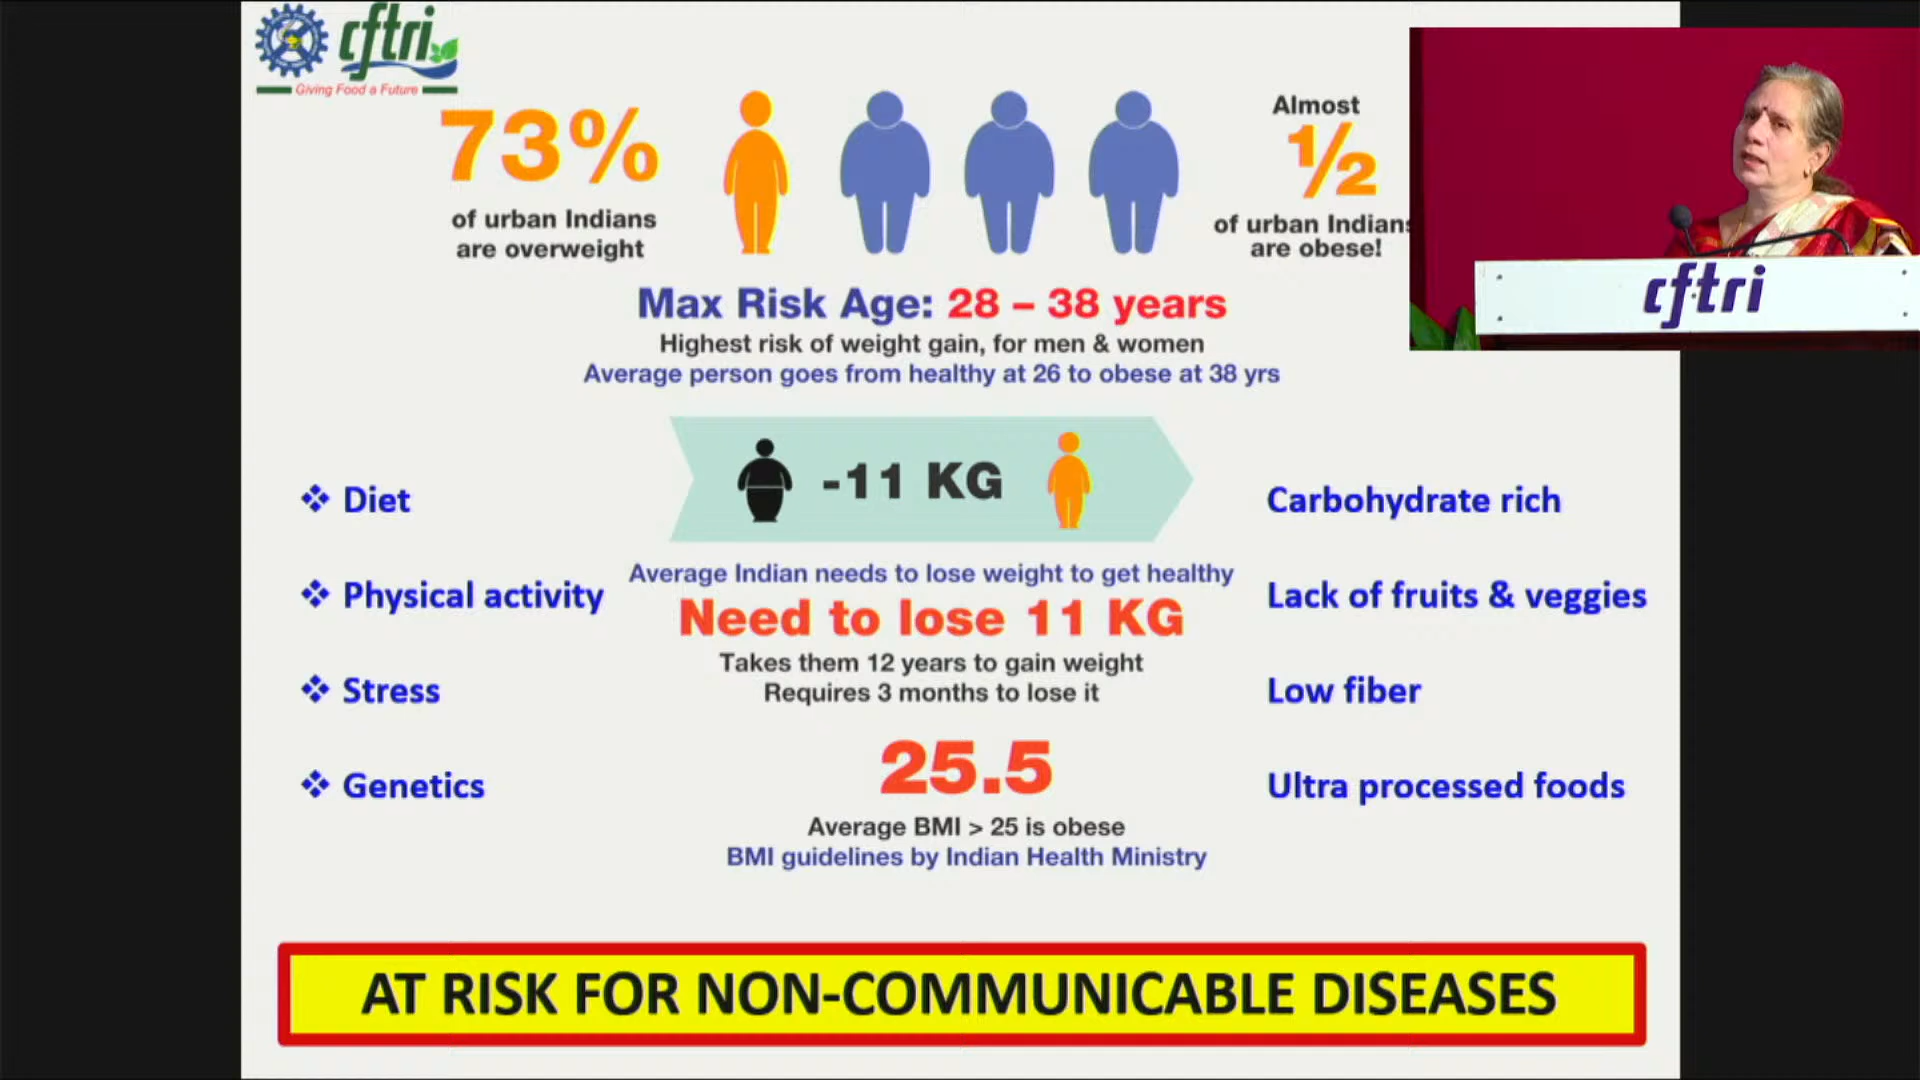 cftri
Giving Food a Future
73%
of urban Indians
are overweight
Almost
½
of urban Indians
are obese!
cftri
Max Risk Age: 28 – 38 years
Highest risk of weight gain, for men & women
Average person goes from healthy at 26 to obese at 38 yrs
-11 KG
❖ Diet
❖ Physical activity
❖ Stress
❖ Genetics
Average Indian needs to lose weight to get healthy
Need to lose 11 KG
Takes them 12 years to gain weight
Requires 3 months to lose it
25.5
Average BMI > 25 is obese
BMI guidelines by Indian Health Ministry
Carbohydrate rich
Lack of fruits & veggies
Low fiber
Ultra processed foods
AT RISK FOR NON-COMMUNICABLE DISEASES